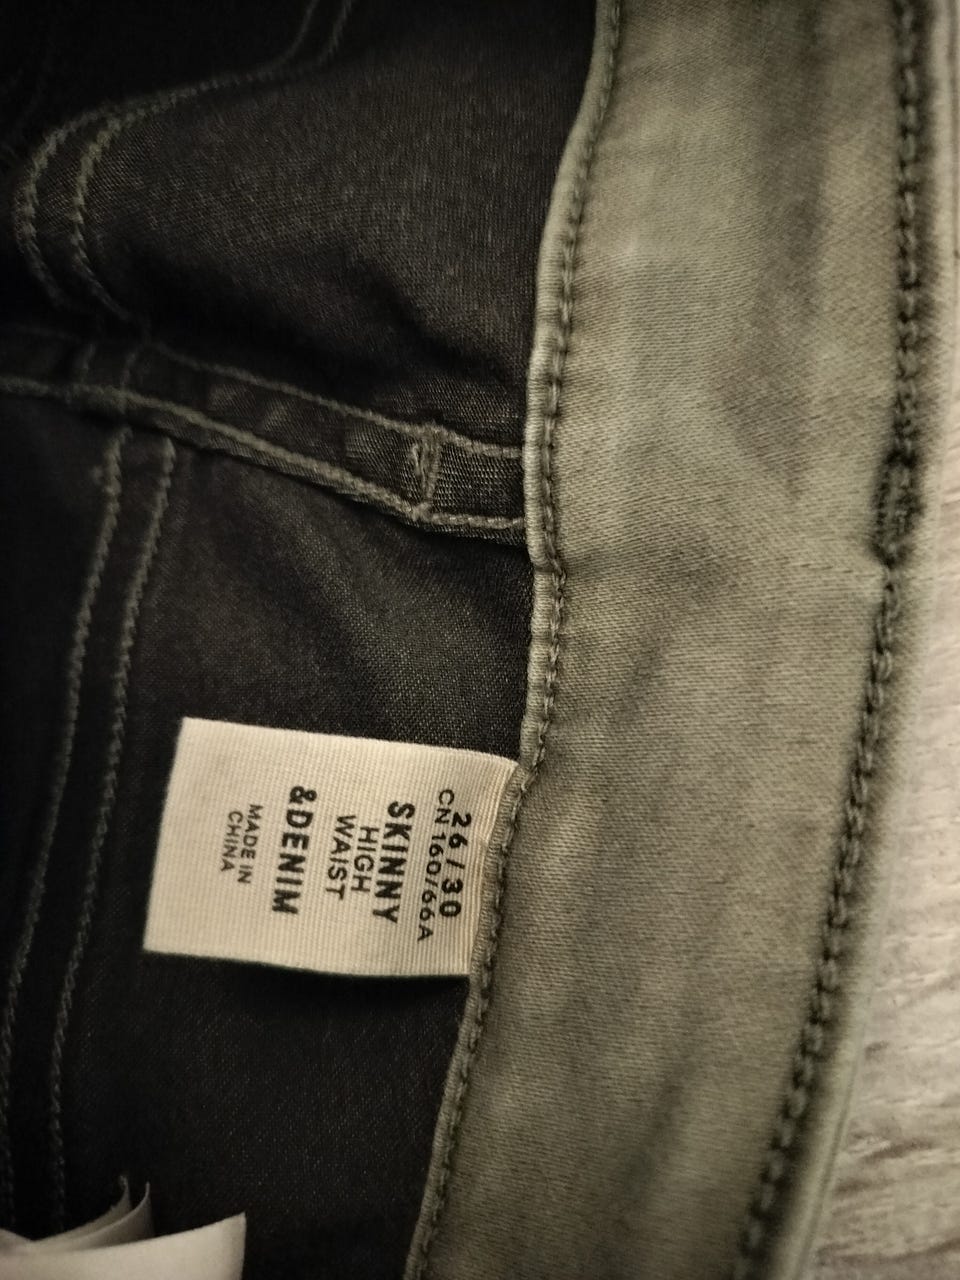 26/30
CN 160/66A
SKINNY
HIGH
WAIST
&DENIM
MADE IN
CHINA